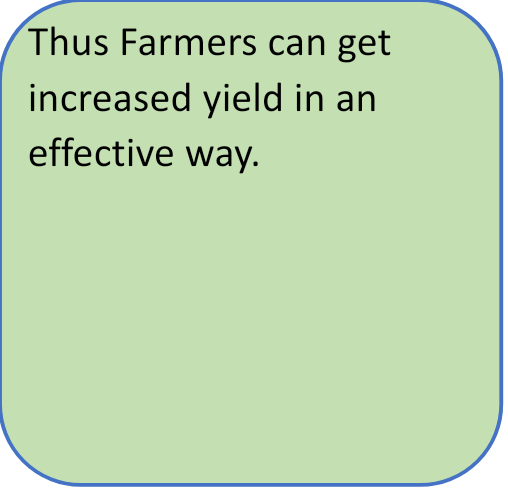 Thus Farmers can get
increased yield in an
effective way.